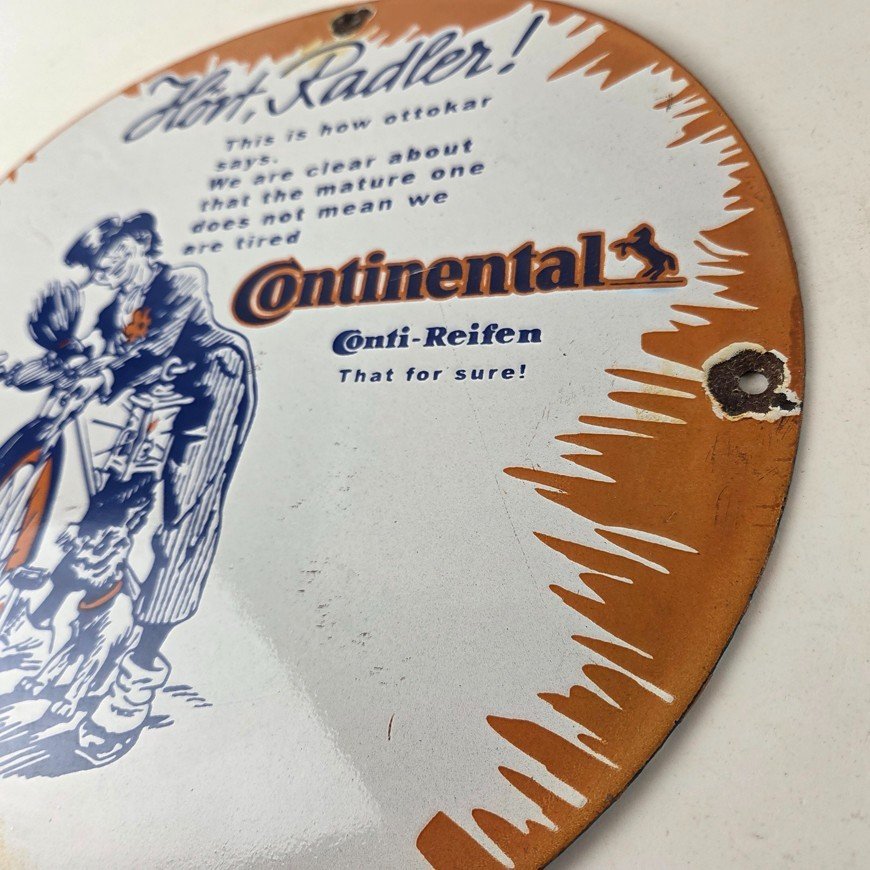 Hört, Radler!
This is how ottokar
says.
We are clear about
that the mature one
does not mean we
are tired
Continental
Conti-Reifen
That for sure!